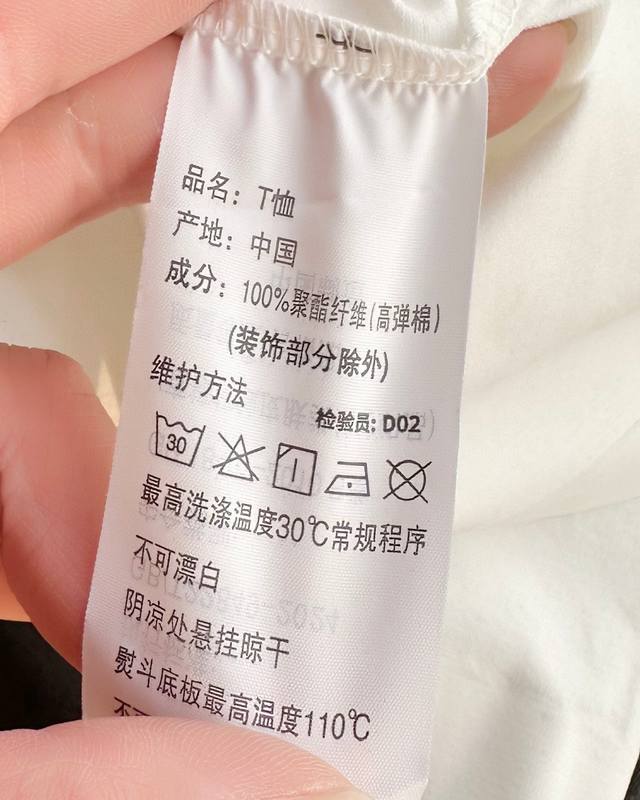 品名：T恤
产地：中国
成分：100%聚酯纤维(高弹棉)
(装饰部分除外)
维护方法
检验员: D02
30
最高洗涤温度30℃常规程序
不可漂白
阴凉处悬挂晾干
熨斗底板最高温度110℃